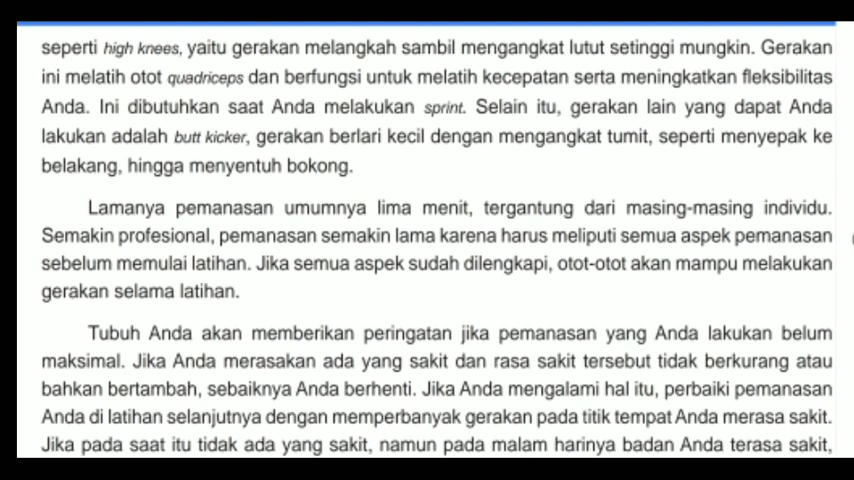 seperti high knees, yaitu gerakan melangkah sambil mengangkat lutut setinggi mungkin. Gerakan
ini melatih otot quadriceps dan berfungsi untuk melatih kecepatan serta meningkatkan fleksibilitas
Anda. Ini dibutuhkan saat Anda melakukan sprint. Selain itu, gerakan lain yang dapat Anda
lakukan adalah butt kicker, gerakan berlari kecil dengan mengangkat tumit, seperti menyepak ke
belakang, hingga menyentuh bokong.
Lamanya pemanasan umumnya lima menit, tergantung dari masing-masing individu.
Semakin profesional, pemanasan semakin lama karena harus meliputi semua aspek pemanasan
sebelum memulai latihan. Jika semua aspek sudah dilengkapi, otot-otot akan mampu melakukan
gerakan selama latihan.
Tubuh Anda akan memberikan peringatan jika pemanasan yang Anda lakukan belum
maksimal. Jika Anda merasakan ada yang sakit dan rasa sakit tersebut tidak berkurang atau
bahkan bertambah, sebaiknya Anda berhenti. Jika Anda mengalami hal itu, perbaiki pemanasan
Anda di latihan selanjutnya dengan memperbanyak gerakan pada titik tempat Anda merasa sakit.
Jika pada saat itu tidak ada yang sakit, namun pada malam harinya badan Anda terasa sakit,